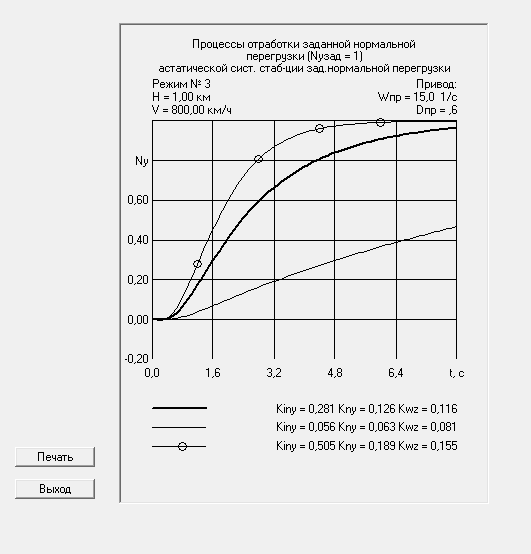 Процессы отработки заданной нормальной
перегрузки (Nyзад = 1)
астатической сист. стаб-ции зад.нормальной перегрузки
Режим № 3
Привод:
H = 1,00 км
Wпр = 15,0 1/с
V = 800,00 км/ч
Dпр = ,6
Ny
0,60
0,40
0,20
0,00
-0,20
0,0 1,6 3,2 4,8 6,4 t, с
Kiny = 0,281 Kny = 0,126 Kwz = 0,116
Kiny = 0,056 Kny = 0,063 Kwz = 0,081
Kiny = 0,505 Kny = 0,189 Kwz = 0,155
Печать
Выход